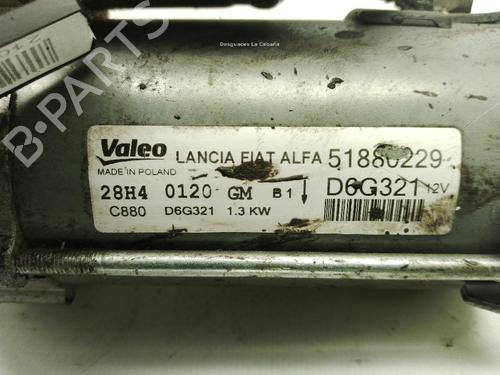 Desguaces La Cabaña
B-PARTS
Valeo LANCIA FIAT ALFA 51880229
MADE IN POLAND
28H4 0120 GM B1 D6G321 12V
C880 D6G321 1.3 KW